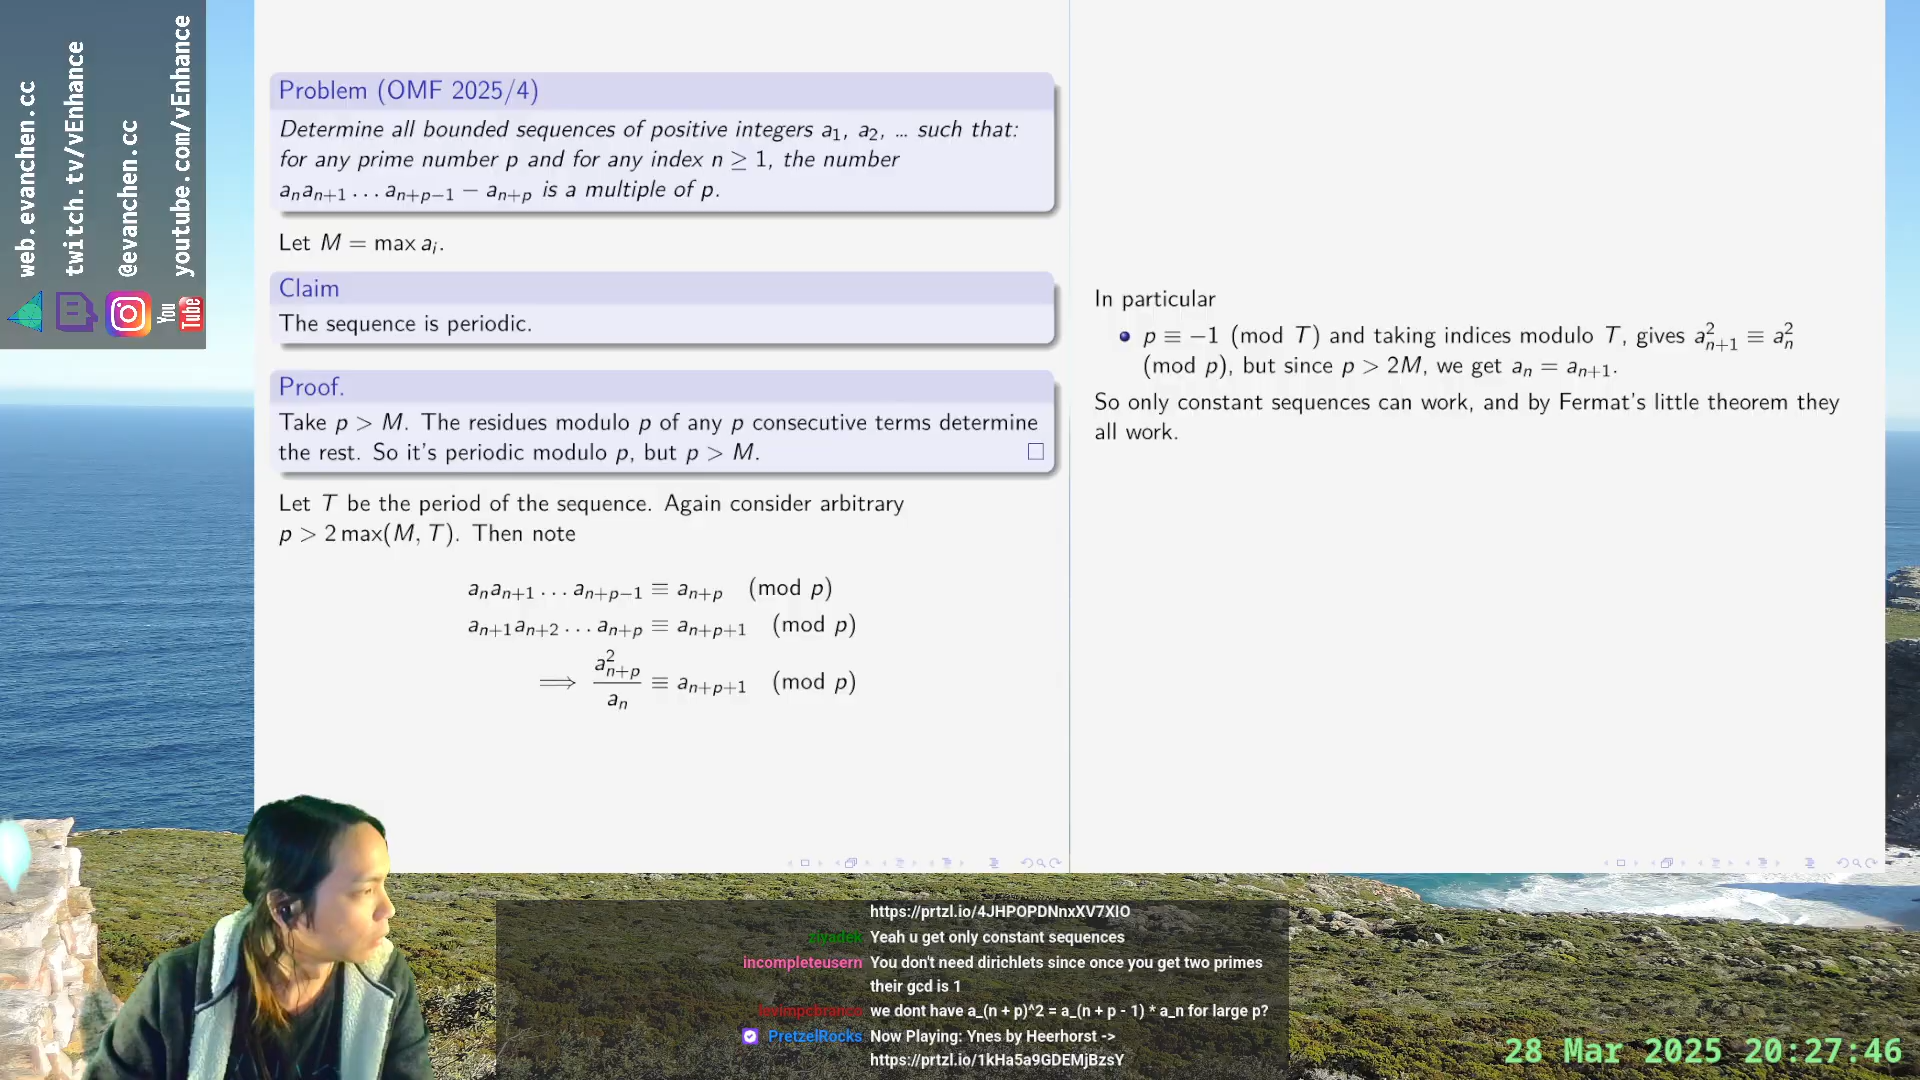 web.evanchen.cc
twitch.tv/vEnhance
@evanchen.cc
youtube.com/vEnhance
You
Tube
Problem (OMF 2025/4)
Determine all bounded sequences of positive integers a₁, a₂, … such that:
for any prime number p and for any index n ≥ 1, the number
aₙaₙ₊₁ . . . aₙ₊ₚ₋₁ − aₙ₊ₚ is a multiple of p.
Let M = max aᵢ.
Claim
The sequence is periodic.
Proof.
Take p > M. The residues modulo p of any p consecutive terms determine
the rest. So it's periodic modulo p, but p > M. □
Let T be the period of the sequence. Again consider arbitrary
p > 2 max(M, T). Then note
aₙaₙ₊₁ . . . aₙ₊ₚ₋₁ ≡ aₙ₊ₚ (mod p)
aₙ₊₁aₙ₊₂ . . . aₙ₊ₚ ≡ aₙ₊ₚ₊₁ (mod p)
⟹ a²ₙ₊ₚ / aₙ ≡ aₙ₊ₚ₊₁ (mod p)
In particular
• p ≡ −1 (mod T) and taking indices modulo T, gives a²ₙ₊₁ ≡ a²ₙ
(mod p), but since p > 2M, we get aₙ = aₙ₊₁.
So only constant sequences can work, and by Fermat's little theorem they
all work.
https://prtzl.io/4JHPOPDNnxXV7XIO
Yeah u get only constant sequences
incompleteusern You don't need dirichlets since once you get two primes
their gcd is 1
we dont have a_(n + p)^2 = a_(n + p - 1) * a_n for large p?
PretzelRocks Now Playing: Ynes by Heerhorst ->
https://prtzl.io/1kHa5a9GDEMjBzsY
28 Mar 2025 20:27:46